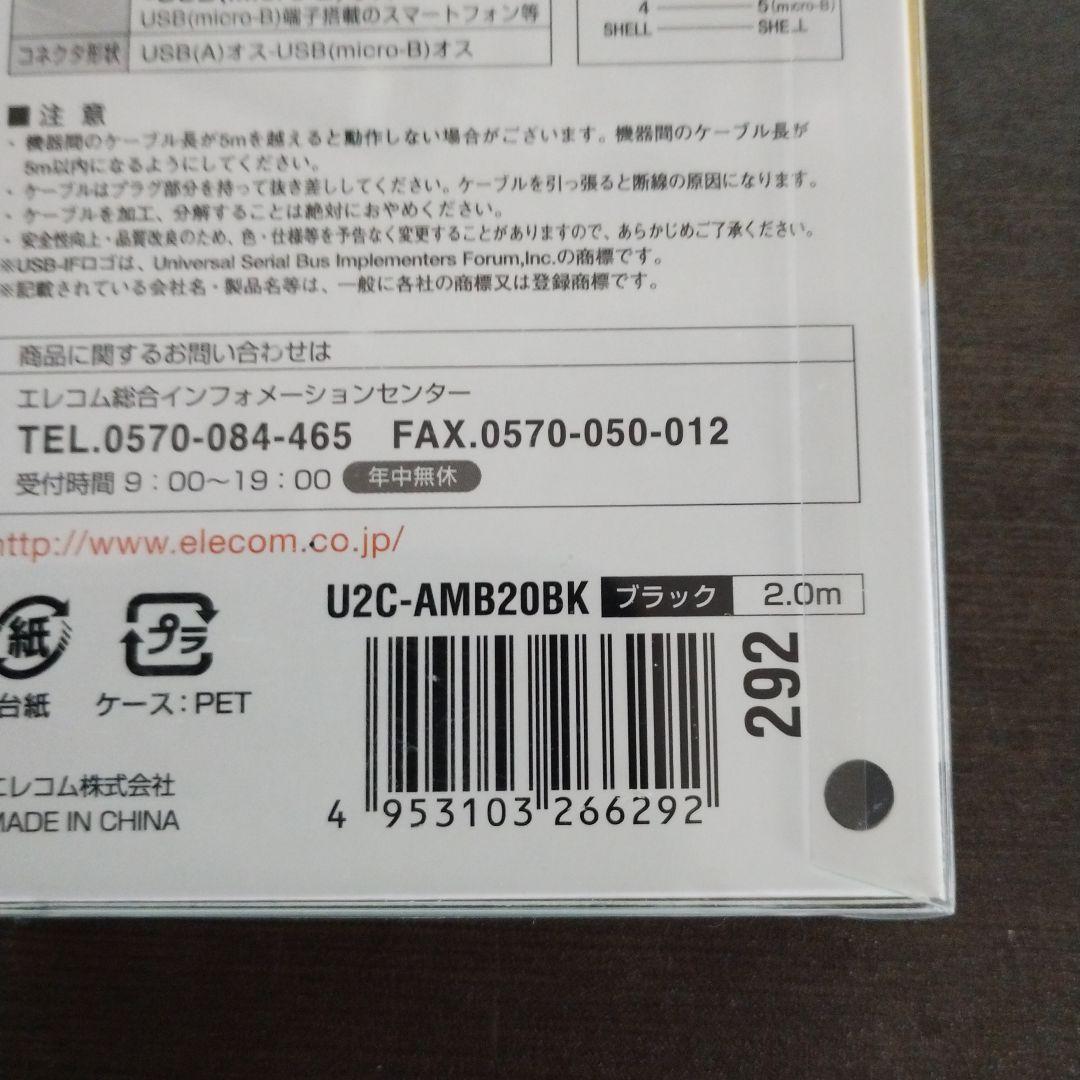 USB(micro-B)端子搭載のスマートフォン等
コネクタ形状 USB(A)オス-USB(micro-B)オス
4 5(micro-B)
SHELL SHELL
■注 意
・機器間のケーブル長が5mを越えると動作しない場合がございます。機器間のケーブル長が
5m以内になるようにしてください。
・ケーブルはプラグ部分を持って抜き差ししてください。ケーブルを引っ張ると断線の原因になります。
・ケーブルを加工、分解することは絶対におやめください。
・安全性向上・品質改良のため、色・仕様等を予告なく変更することがありますので、あらかじめご了承ください。
※USB-IFロゴは、Universal Serial Bus Implementers Forum,Inc.の商標です。
※記載されている会社名・製品名等は、一般に各社の商標又は登録商標です。
商品に関するお問い合わせは
エレコム総合インフォメーションセンター
TEL.0570-084-465 FAX.0570-050-012
受付時間 9：00～19：00 年中無休
http://www.elecom.co.jp/
U2C-AMB20BK ブラック 2.0m
紙 プラ
台紙 ケース：PET
292
エレコム株式会社
MADE IN CHINA
4 953103 266292